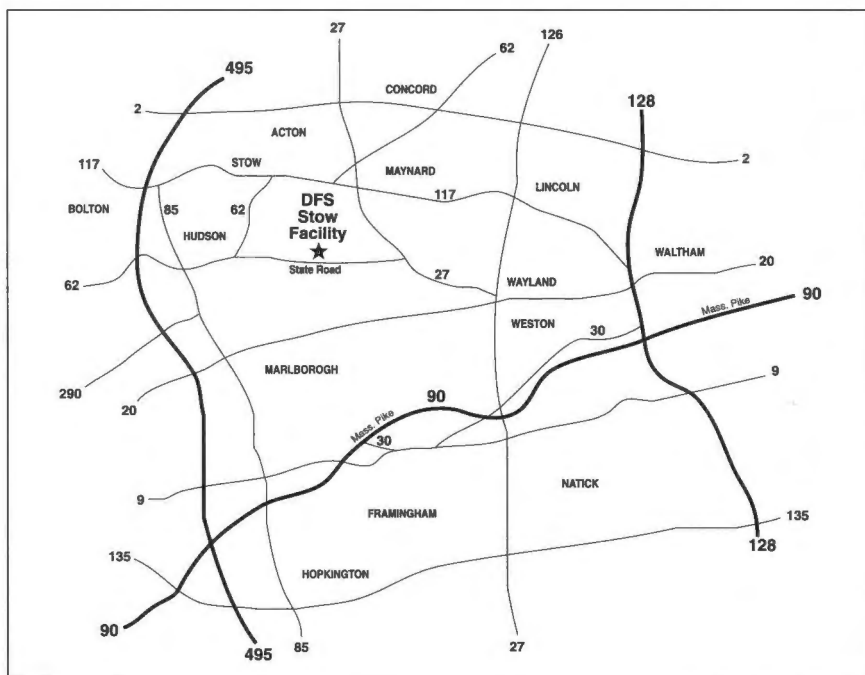 27
62
126
495
CONCORD
128
2
ACTON
2
STOW
117
MAYNARD
LINCOLN
117
85
62
DFS
Stow
Facility
BOLTON
HUDSON
WALTHAM
State Road
20
27
62
WAYLAND
90
Mass. Pike
WESTON
30
MARLBOROGH
9
290
90
20
Mass. Pike
30
NATICK
9
FRAMINGHAM
135
128
135
HOPKINGTON
90
85
27
495